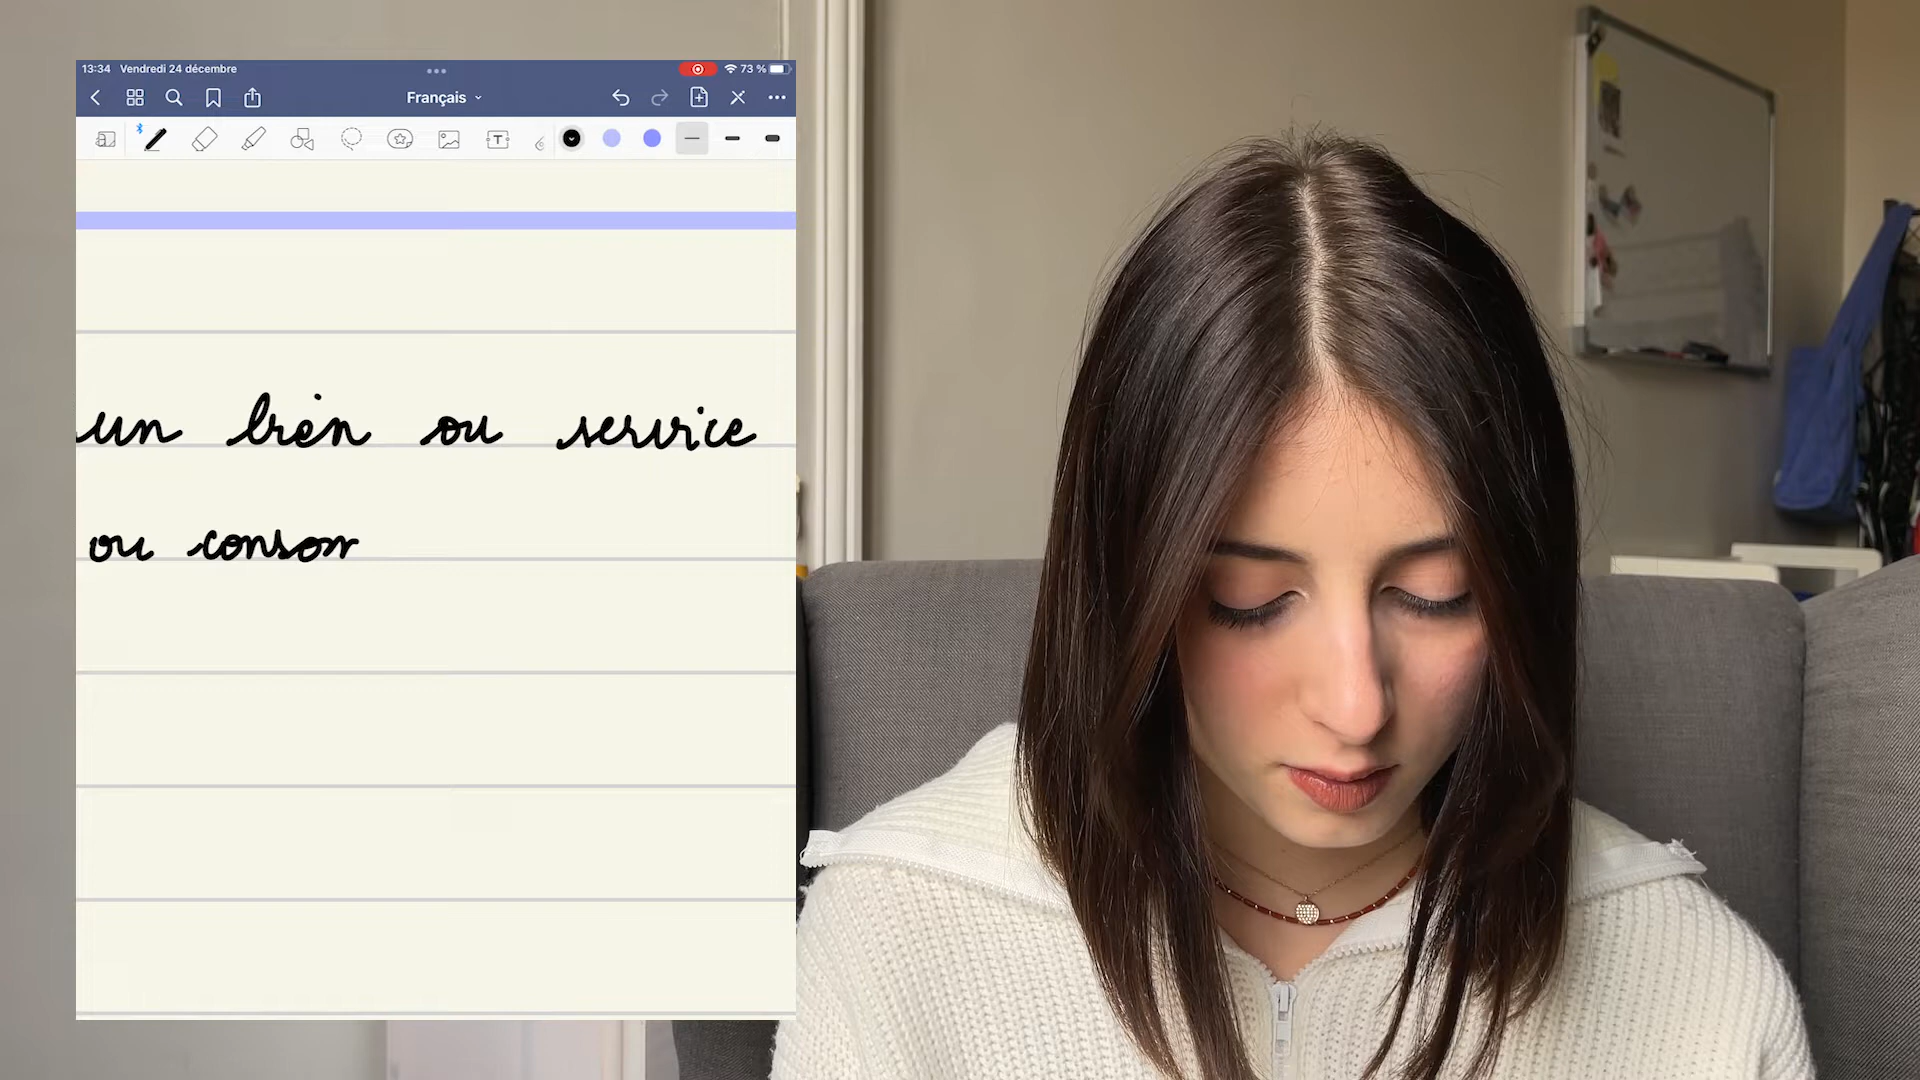 13:34 Vendredi 24 décembre 73 %
Français
T
un bien ou service
ou consom